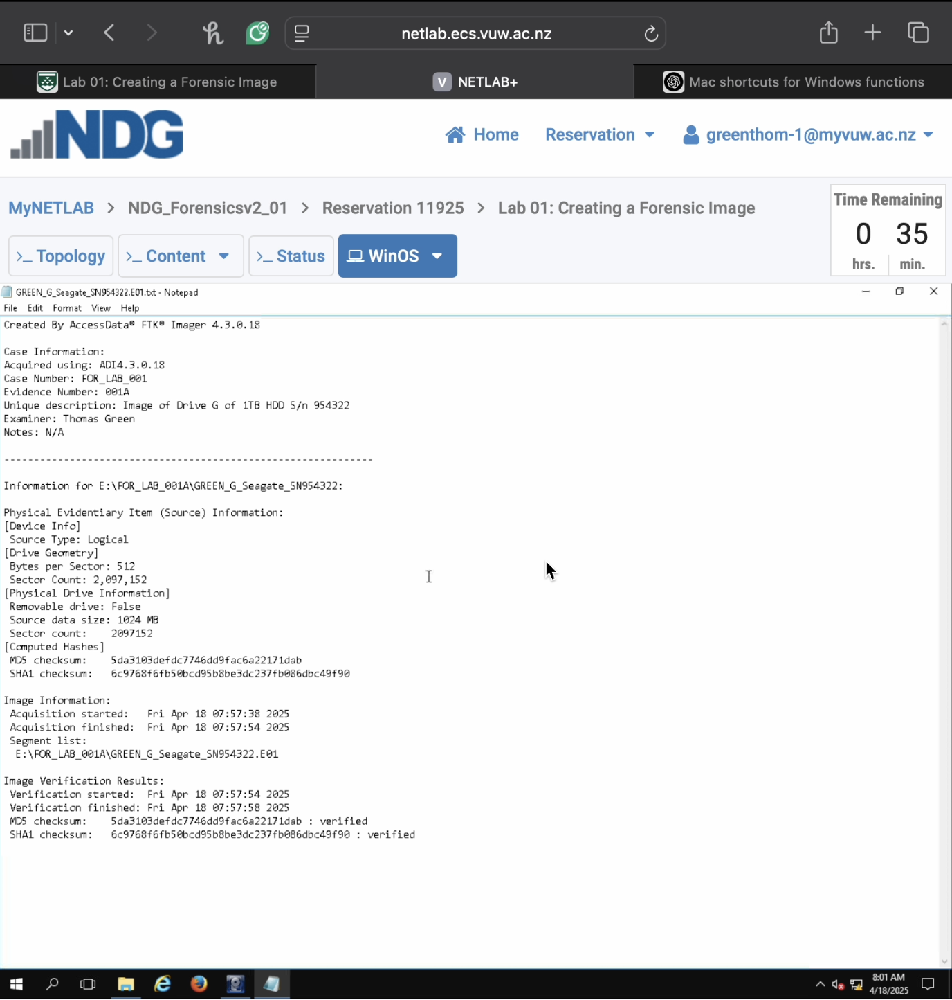 netlab.ecs.vuw.ac.nz
Lab 01: Creating a Forensic Image
V NETLAB+
Mac shortcuts for Windows functions
NDG
Home Reservation greenthom-1@myvuw.ac.nz
MyNETLAB > NDG_Forensicsv2_01 > Reservation 11925 > Lab 01: Creating a Forensic Image
Time Remaining
0 35
hrs. min.
>_ Topology >_ Content >_ Status WinOS
GREEN_G_Seagate_SN954322.E01.txt - Notepad
File Edit Format View Help
Created By AccessData® FTK® Imager 4.3.0.18
Case Information:
Acquired using: ADI4.3.0.18
Case Number: FOR_LAB_001
Evidence Number: 001A
Unique description: Image of Drive G of 1TB HDD S/n 954322
Examiner: Thomas Green
Notes: N/A
--------------------------------------------------------------
Information for E:\FOR_LAB_001A\GREEN_G_Seagate_SN954322:
Physical Evidentiary Item (Source) Information:
[Device Info]
Source Type: Logical
[Drive Geometry]
Bytes per Sector: 512
Sector Count: 2,097,152
[Physical Drive Information]
Removable drive: False
Source data size: 1024 MB
Sector count: 2097152
[Computed Hashes]
MD5 checksum: 5da3103defdc7746dd9fac6a22171dab
SHA1 checksum: 6c9768f6fb50bcd95b8be3dc237fb086dbc49f90
Image Information:
Acquisition started: Fri Apr 18 07:57:38 2025
Acquisition finished: Fri Apr 18 07:57:54 2025
Segment list:
E:\FOR_LAB_001A\GREEN_G_Seagate_SN954322.E01
Image Verification Results:
Verification started: Fri Apr 18 07:57:54 2025
Verification finished: Fri Apr 18 07:57:58 2025
MD5 checksum: 5da3103defdc7746dd9fac6a22171dab : verified
SHA1 checksum: 6c9768f6fb50bcd95b8be3dc237fb086dbc49f90 : verified
8:01 AM
4/18/2025